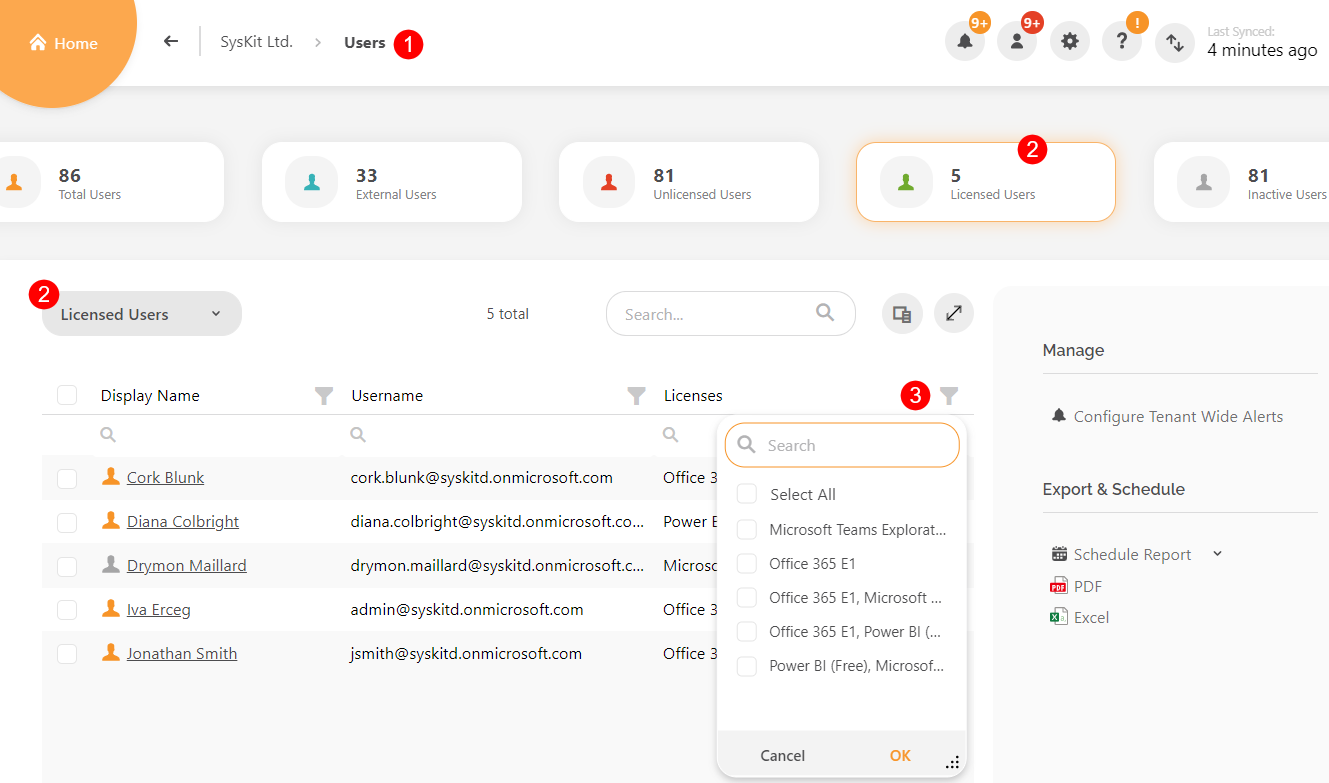 Home
SysKit Ltd.
Users
1
9+
9+
!
?
Last Synced:
4 minutes ago
86
Total Users
33
External Users
81
Unlicensed Users
2
5
Licensed Users
81
Inactive Users
2
Licensed Users
5 total
Search...
Display Name
Username
Licenses
3
Cork Blunk
cork.blunk@syskitd.onmicrosoft.com
Office 3
Diana Colbright
diana.colbright@syskitd.onmicrosoft.co...
Power
Drymon Maillard
drymon.maillard@syskitd.onmicrosoft.c...
Micros
Iva Erceg
admin@syskitd.onmicrosoft.com
Office 3
Jonathan Smith
jsmith@syskitd.onmicrosoft.com
Office 3
Search
Select All
Microsoft Teams Explorat...
Office 365 E1
Office 365 E1, Microsoft ...
Office 365 E1, Power BI (...
Power BI (Free), Microsof...
Cancel
OK
Manage
Configure Tenant Wide Alerts
Export & Schedule
Schedule Report
PDF
PDF
Excel